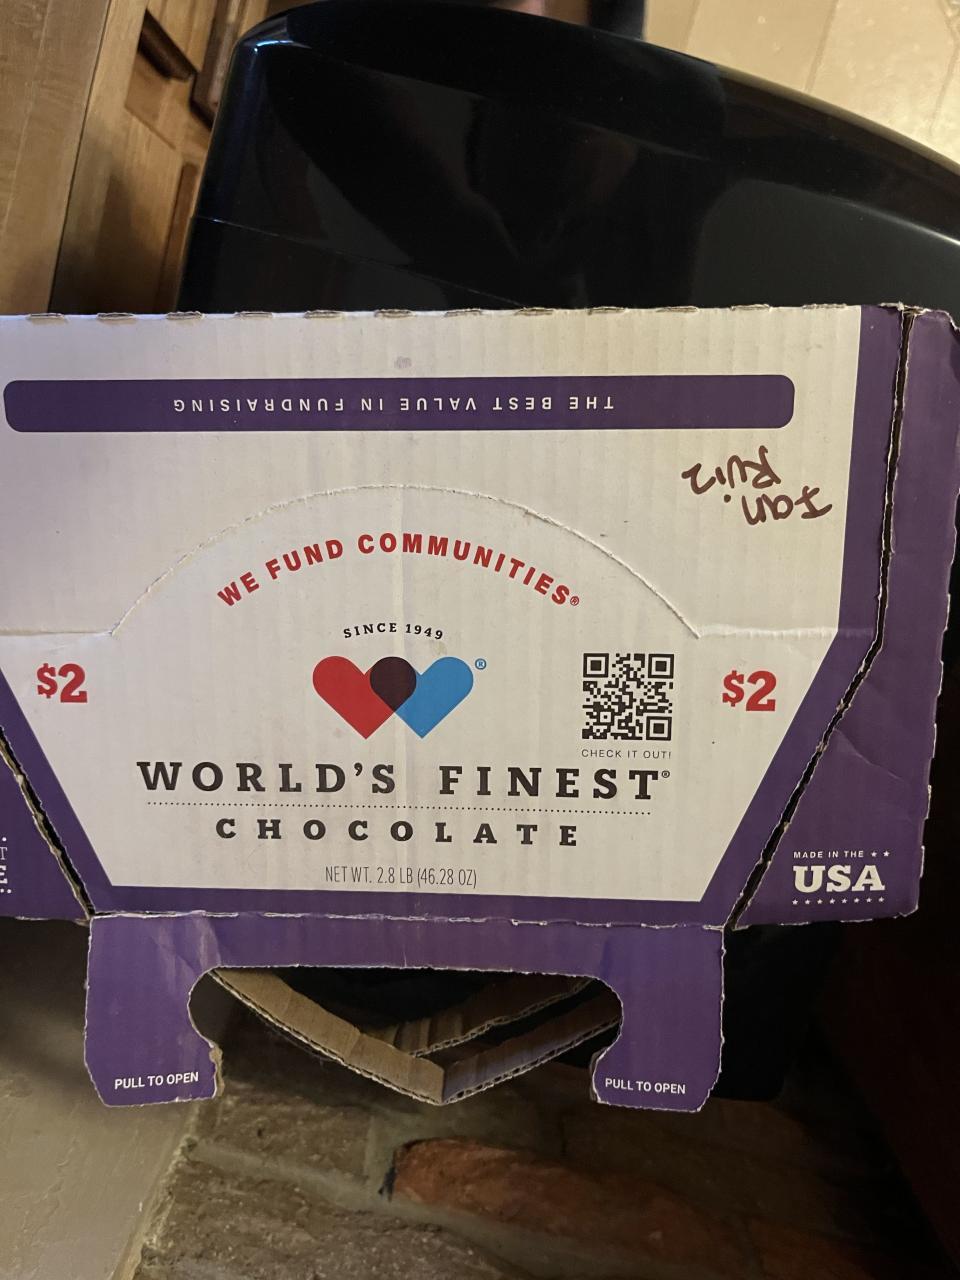 THE BEST VALUE IN FUNDRAISING
Ruiz
WE FUND COMMUNITIES®
SINCE 1949
®
$2
$2
CHECK IT OUT!
WORLD'S FINEST®
CHOCOLATE
NET WT. 2.8 LB (46.28 OZ)
MADE IN THE
USA
PULL TO OPEN
PULL TO OPEN